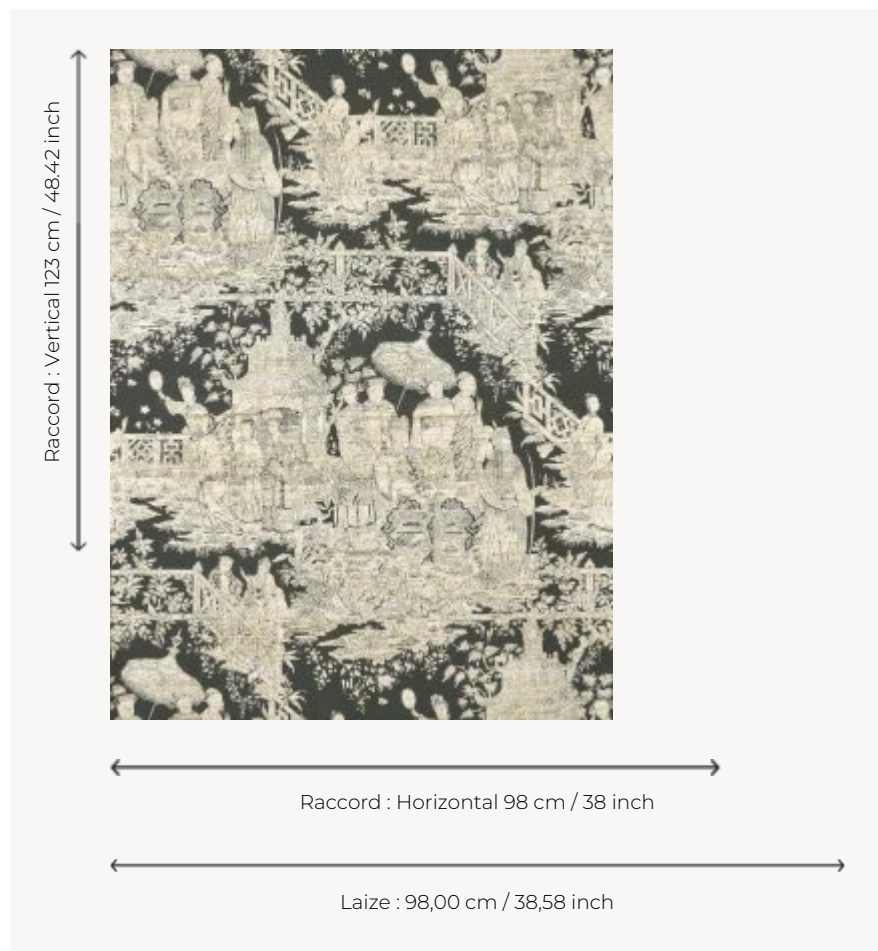 Raccord : Vertical 123 cm / 48.42 inch
Raccord : Horizontal 98 cm / 38 inch
Laize : 98,00 cm / 38,58 inch